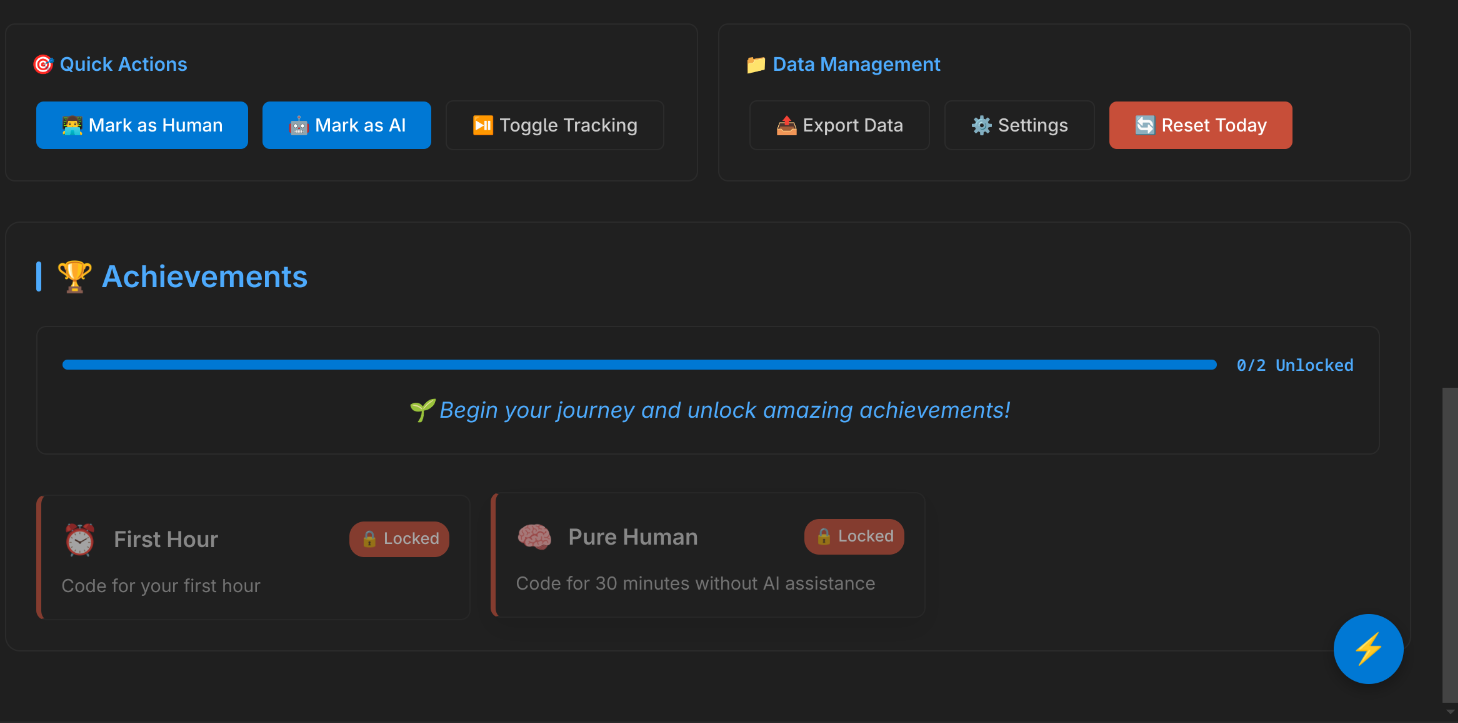 🎯 Quick Actions
👨‍💻 Mark as Human
🤖 Mark as AI
⏯️ Toggle Tracking
📁 Data Management
📤 Export Data
⚙️ Settings
🔄 Reset Today
🏆 Achievements
0/2 Unlocked
🌱 Begin your journey and unlock amazing achievements!
⏰ First Hour
🔒 Locked
Code for your first hour
🧠 Pure Human
🔒 Locked
Code for 30 minutes without AI assistance
⚡